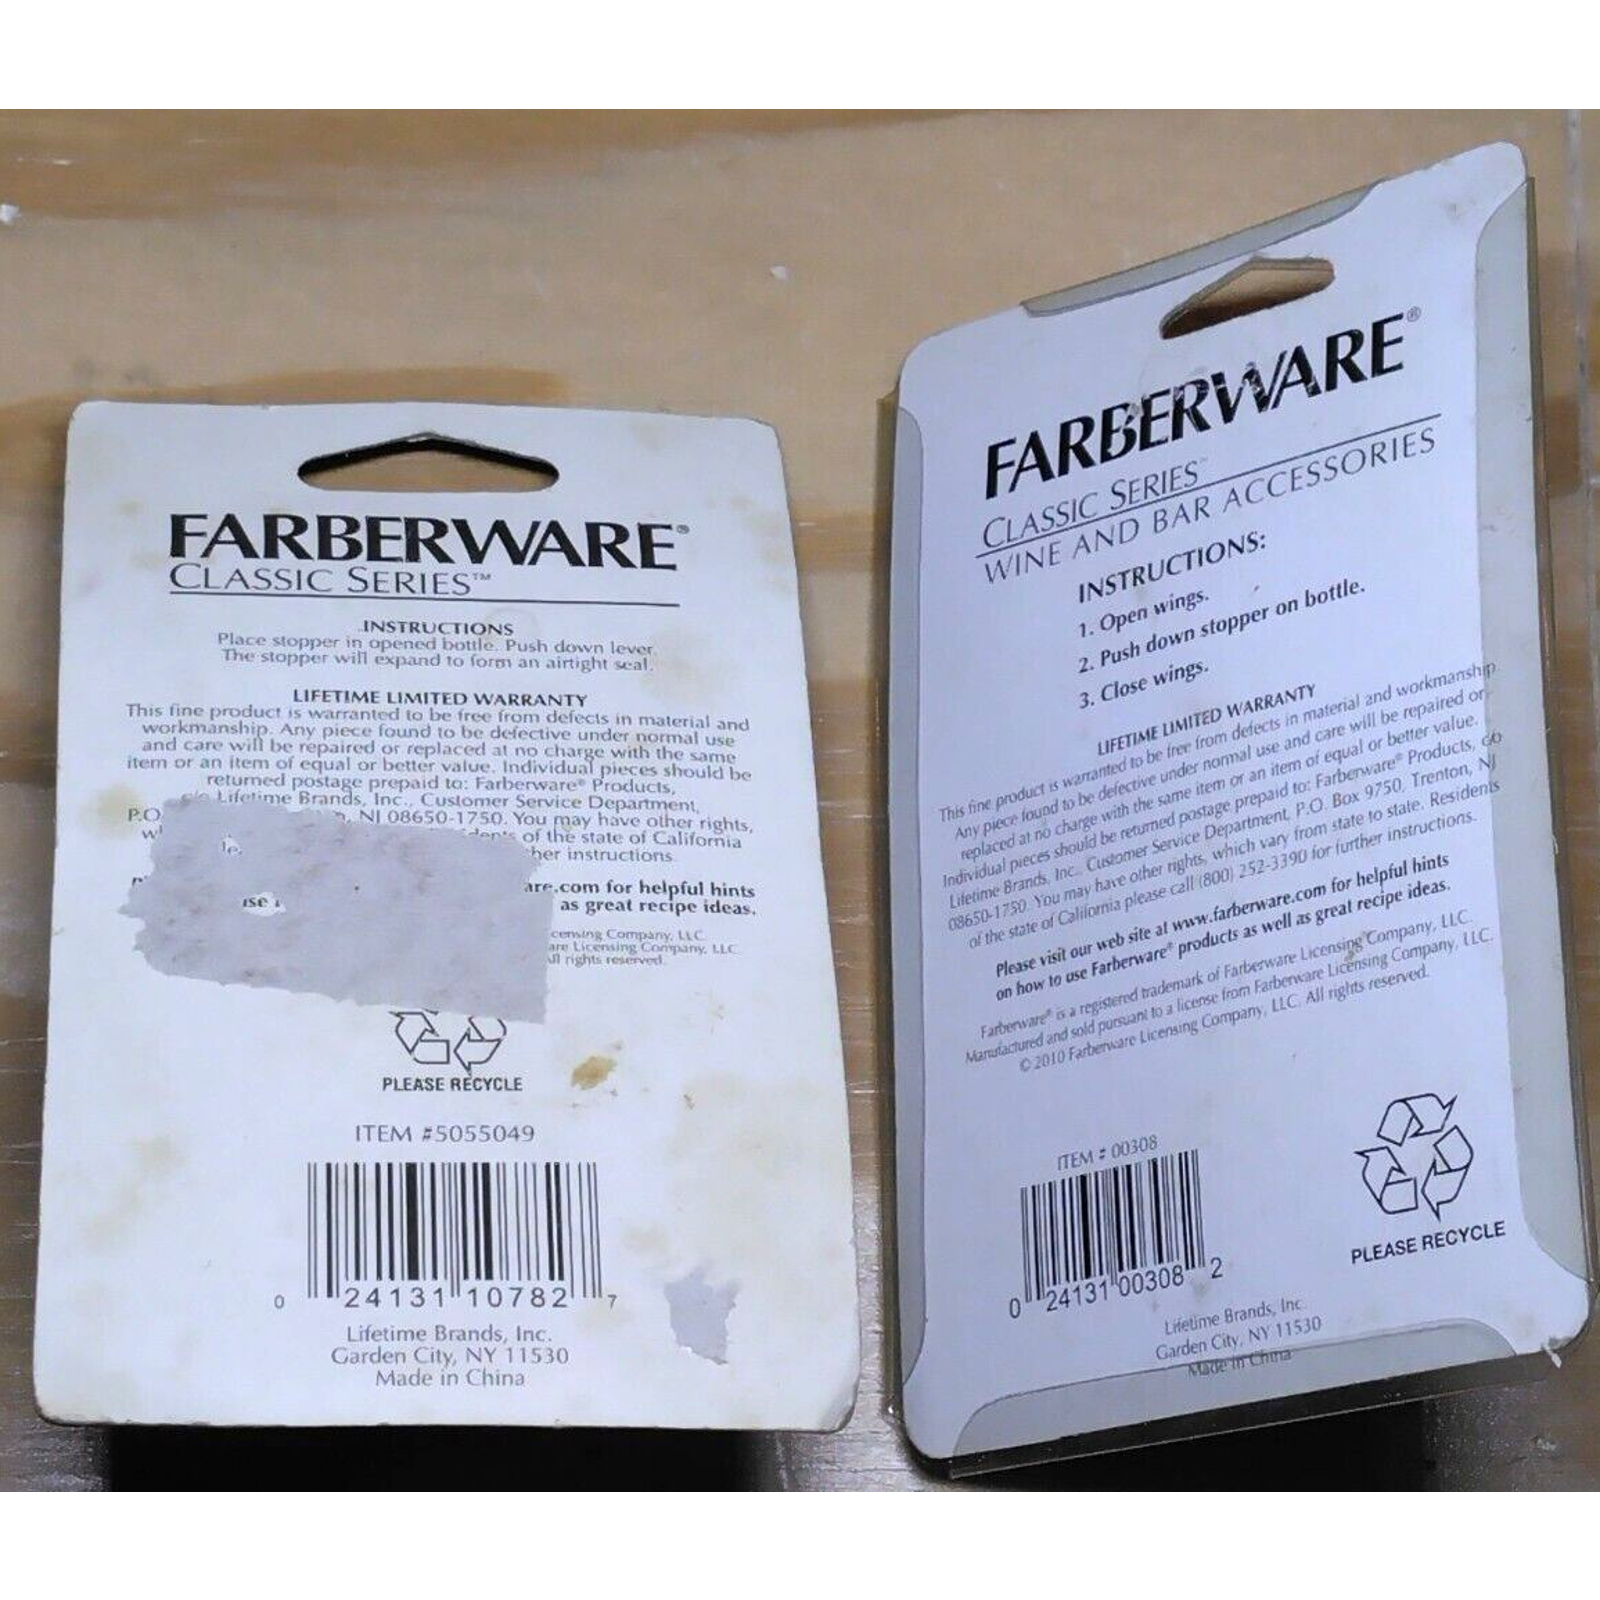 FARBERWARE®
CLASSIC SERIES™
INSTRUCTIONS
Place stopper in opened bottle. Push down lever.
The stopper will expand to form an airtight seal.
LIFETIME LIMITED WARRANTY
This fine product is warranted to be free from defects in material and
workmanship. Any piece found to be defective under normal use
and care will be repaired or replaced at no charge with the same
item or an item of equal or better value. Individual pieces should be
returned postage prepaid to: Farberware® Products,
c/o Lifetime Brands, Inc., Customer Service Department,
P.O. NJ 08650-1750. You may have other rights,
of the state of California
her instructions.
are.com for helpful hints
as great recipe ideas.
censing Company, LLC.
are Licensing Company, LLC.
All rights reserved.
PLEASE RECYCLE
ITEM #5055049
0 24131 10782 7
Lifetime Brands, Inc.
Garden City, NY 11530
Made in China
FARBERWARE®
CLASSIC SERIES™
WINE AND BAR ACCESSORIES
INSTRUCTIONS:
1. Open wings.
2. Push down stopper on bottle.
3. Close wings.
LIFETIME LIMITED WARRANTY
This fine product is warranted to be free from defects in material and workmanship.
Any piece found to be defective under normal use and care will be repaired or
replaced at no charge with the same item or an item of equal or better value.
Individual pieces should be returned postage prepaid to: Farberware® Products, c/o
Lifetime Brands, Inc., Customer Service Department, P.O. Box 9750, Trenton, NJ
08650-1750. You may have other rights, which vary from state to state. Residents
of the state of California please call (800) 252-3390 for further instructions.
Please visit our web site at www.farberware.com for helpful hints
on how to use Farberware® products as well as great recipe ideas.
Farberware® is a registered trademark of Farberware Licensing Company, LLC.
Manufactured and sold pursuant to a license from Farberware Licensing Company, LLC.
© 2010 Farberware Licensing Company, LLC. All rights reserved.
ITEM # 00308
0 24131 00308 2
PLEASE RECYCLE
Lifetime Brands, Inc.
Garden City, NY 11530
Made in China